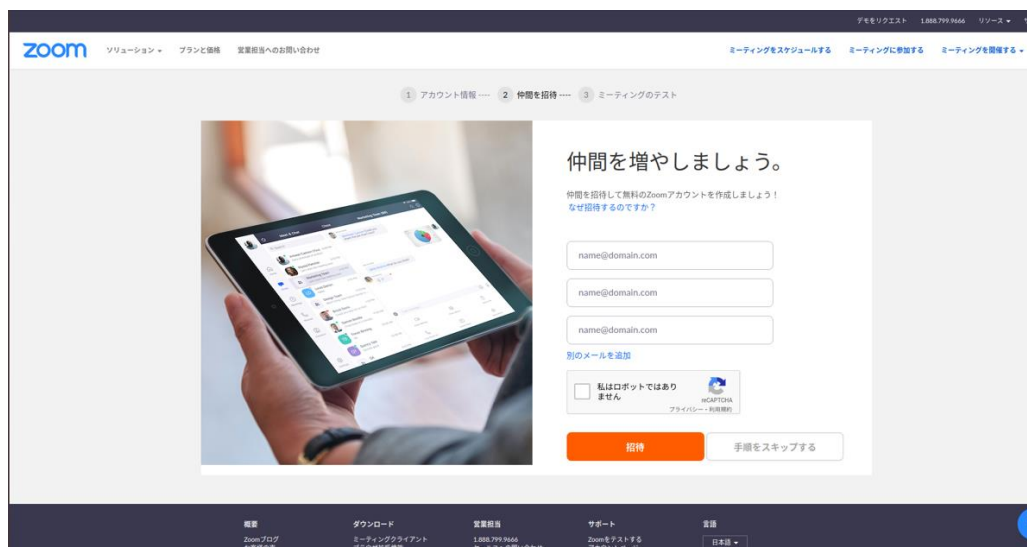 デモをリクエスト 1.888.799.9666 リソース
zoom ソリューション プランと価格 営業担当へのお問い合わせ ミーティングをスケジュールする ミーティングに参加する ミーティングを開催する
1 アカウント情報 ---- 2 仲間を招待 ---- 3 ミーティングのテスト
仲間を増やしましょう。
仲間を招待して無料のZoomアカウントを作成しましょう！
なぜ招待するのですか？
name@domain.com
name@domain.com
name@domain.com
別のメールを追加
私はロボットではあり
ません
reCAPTCHA
プライバシー - 利用規約
招待 手順をスキップする
概要 ダウンロード 営業担当 サポート 言語
Zoomブログ ミーティングクライアント 1.888.799.9666 Zoomをテストする 日本語